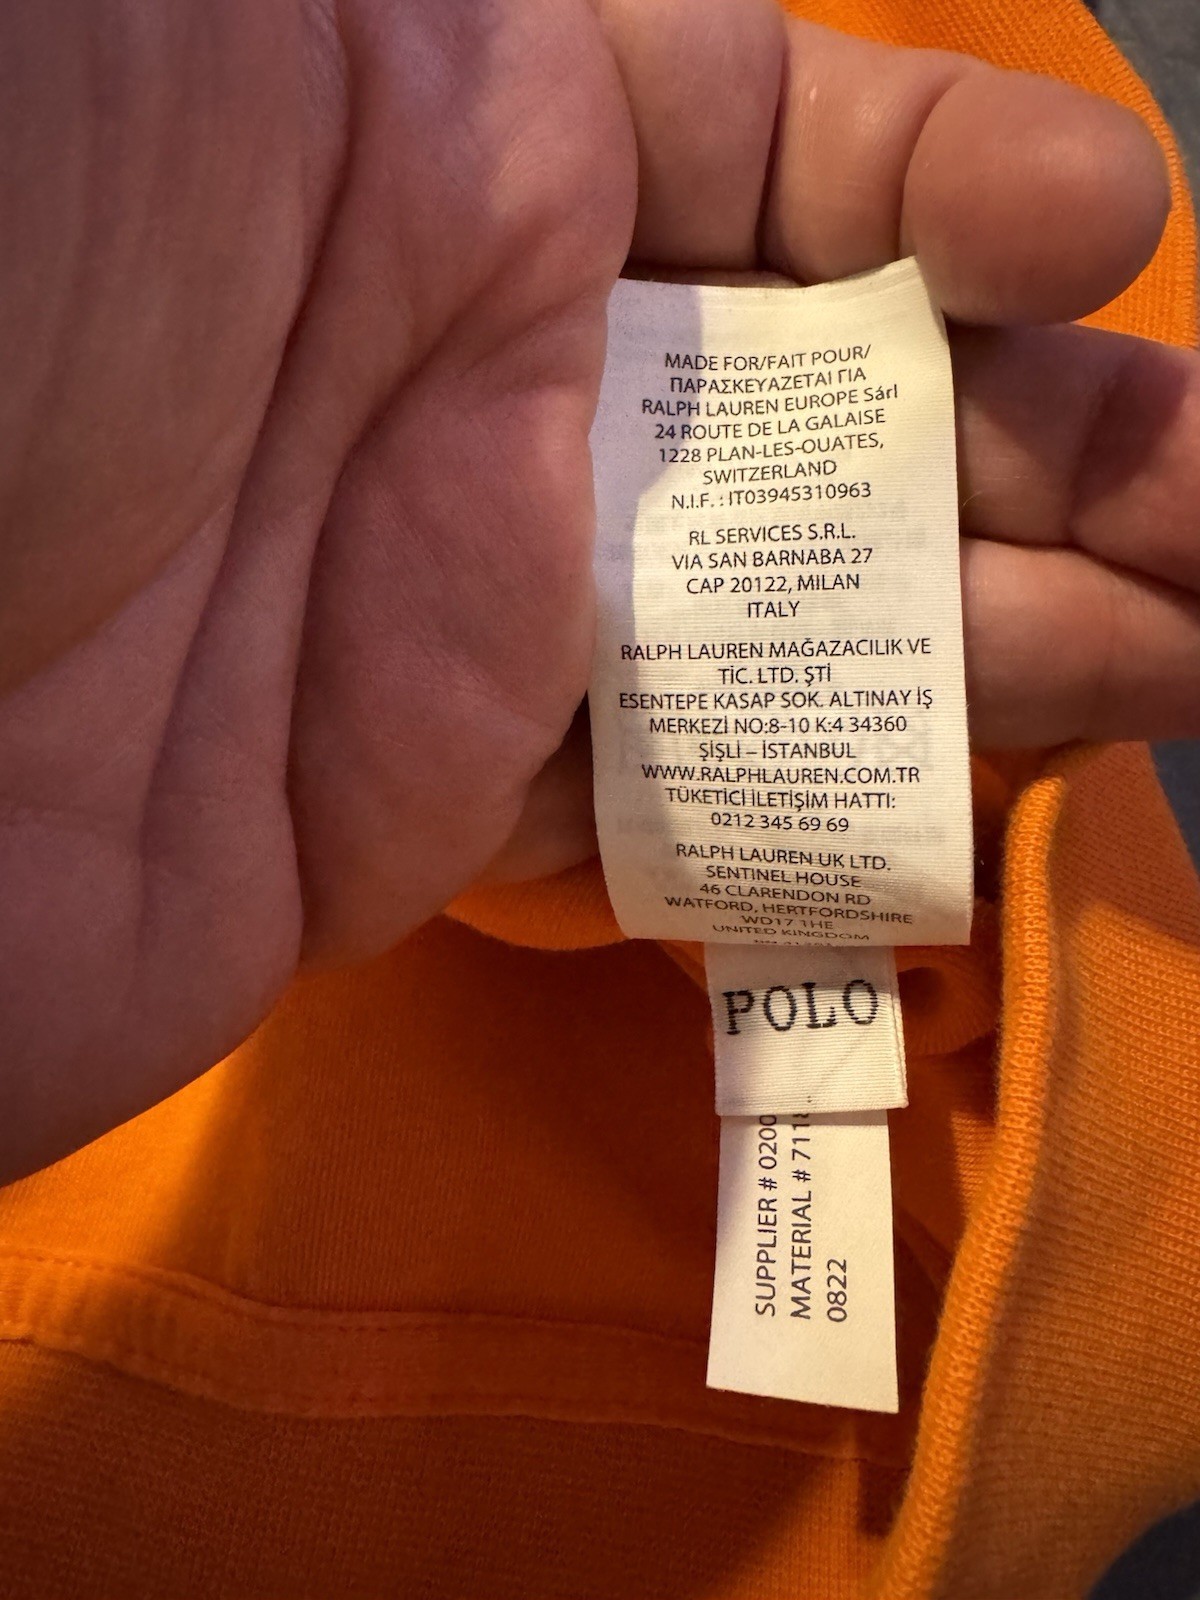 MADE FOR/FAIT POUR/
ΠΑΡΑΣΚΕΥΑΖΕΤΑΙ ΓΙΑ
RALPH LAUREN EUROPE Sárl
24 ROUTE DE LA GALAISE
1228 PLAN-LES-OUATES,
SWITZERLAND
N.I.F. : IT03945310963
RL SERVICES S.R.L.
VIA SAN BARNABA 27
CAP 20122, MILAN
ITALY
RALPH LAUREN MAĞAZACILIK VE
TİC. LTD. ŞTİ
ESENTEPE KASAP SOK. ALTINAY İŞ
MERKEZİ NO:8-10 K:4 34360
ŞİŞLİ – İSTANBUL
WWW.RALPHLAUREN.COM.TR
TÜKETİCİ İLETİŞİM HATTI:
0212 345 69 69
RALPH LAUREN UK LTD.
SENTINEL HOUSE
46 CLARENDON RD
WATFORD, HERTFORDSHIRE
WD17 1HE
UNITED KINGDOM
POLO
SUPPLIER # 0200
MATERIAL # 711
0822